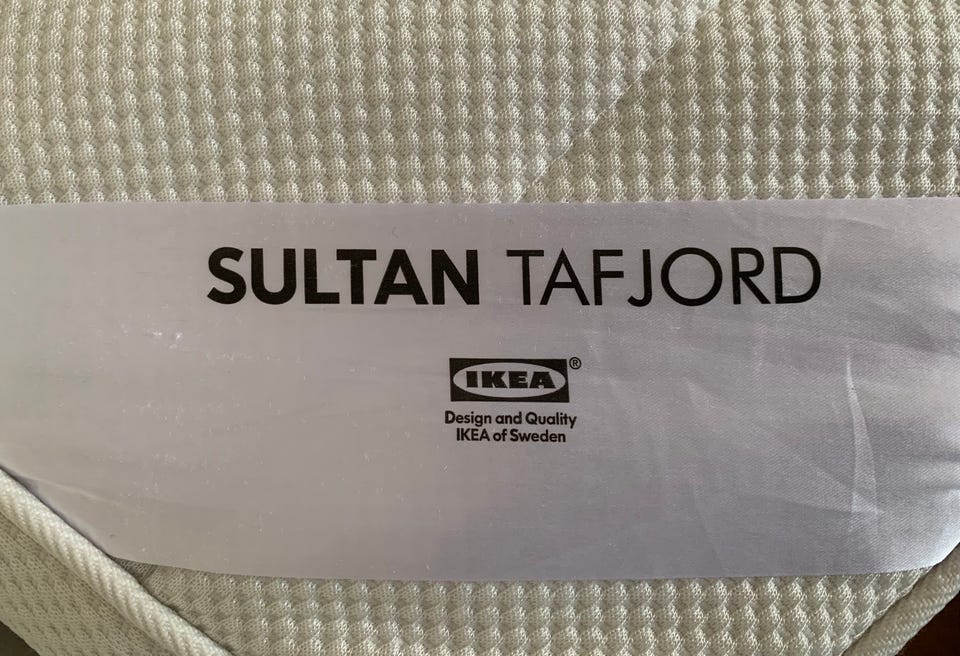 SULTAN TAFJORD
IKEA®
Design and Quality
IKEA of Sweden